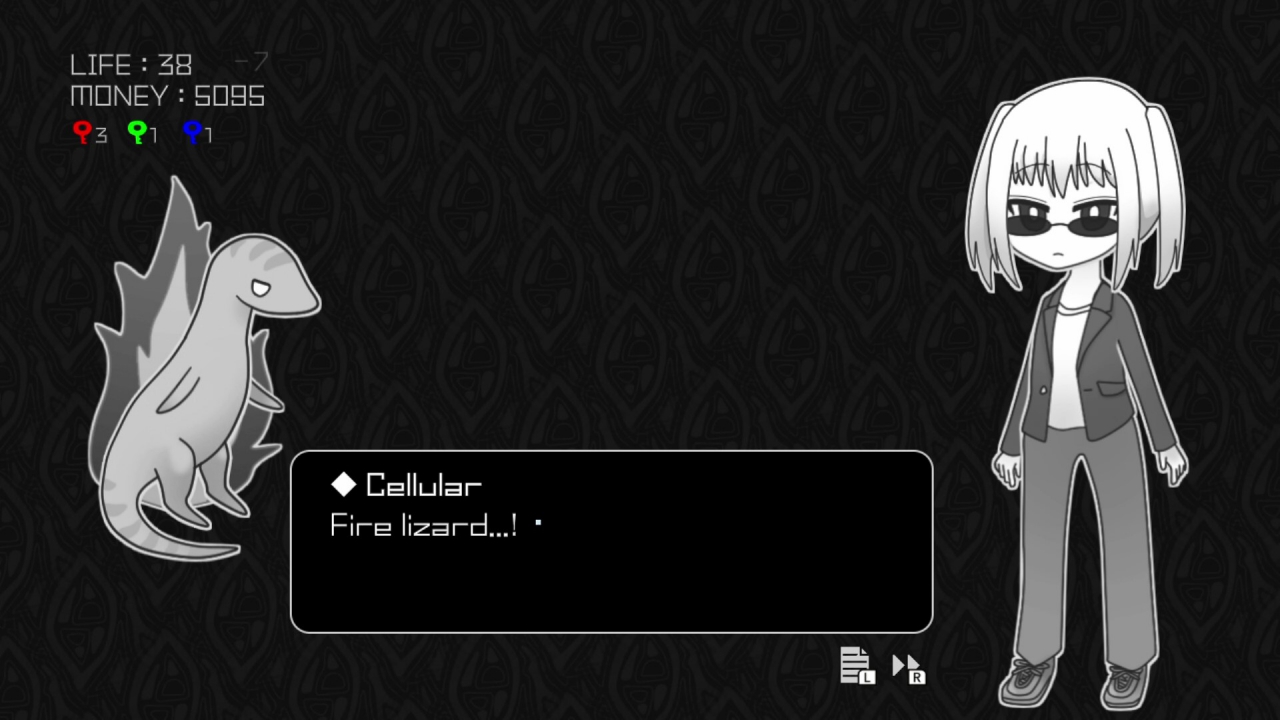 LIFE : 38 -7
MONEY : 5095
3 1 1
◆ Cellular
Fire lizard...!
L R